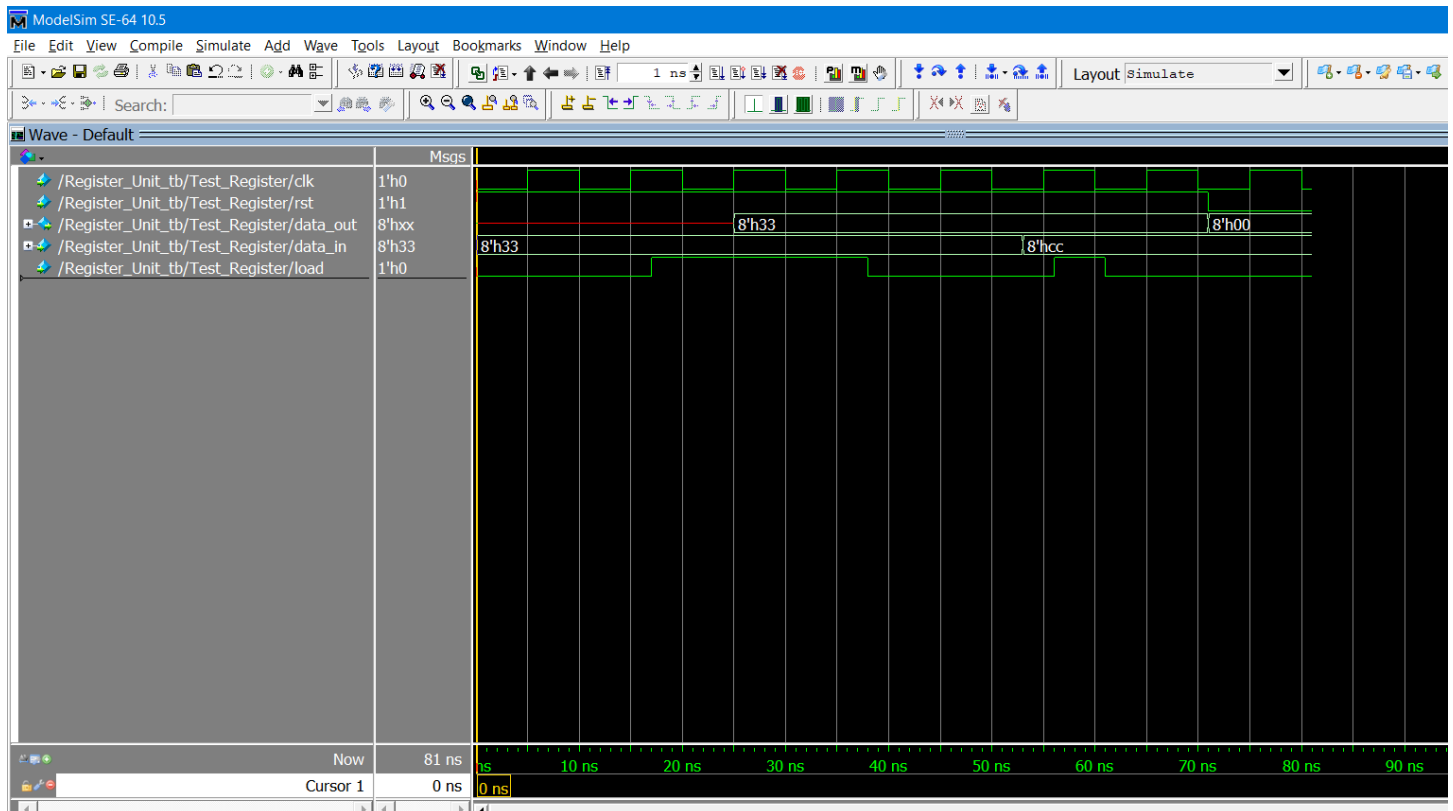 ModelSim SE-64 10.5
File Edit View Compile Simulate Add Wave Tools Layout Bookmarks Window Help
1 ns Layout Simulate
Search:
Wave - Default
Msgs
/Register_Unit_tb/Test_Register/clk 1'h0
/Register_Unit_tb/Test_Register/rst 1'h1
/Register_Unit_tb/Test_Register/data_out 8'hxx 8'h33 8'h00
/Register_Unit_tb/Test_Register/data_in 8'h33 8'h33 8'hcc
/Register_Unit_tb/Test_Register/load 1'h0
Now 81 ns ns 10 ns 20 ns 30 ns 40 ns 50 ns 60 ns 70 ns 80 ns 90 ns
Cursor 1 0 ns 0 ns